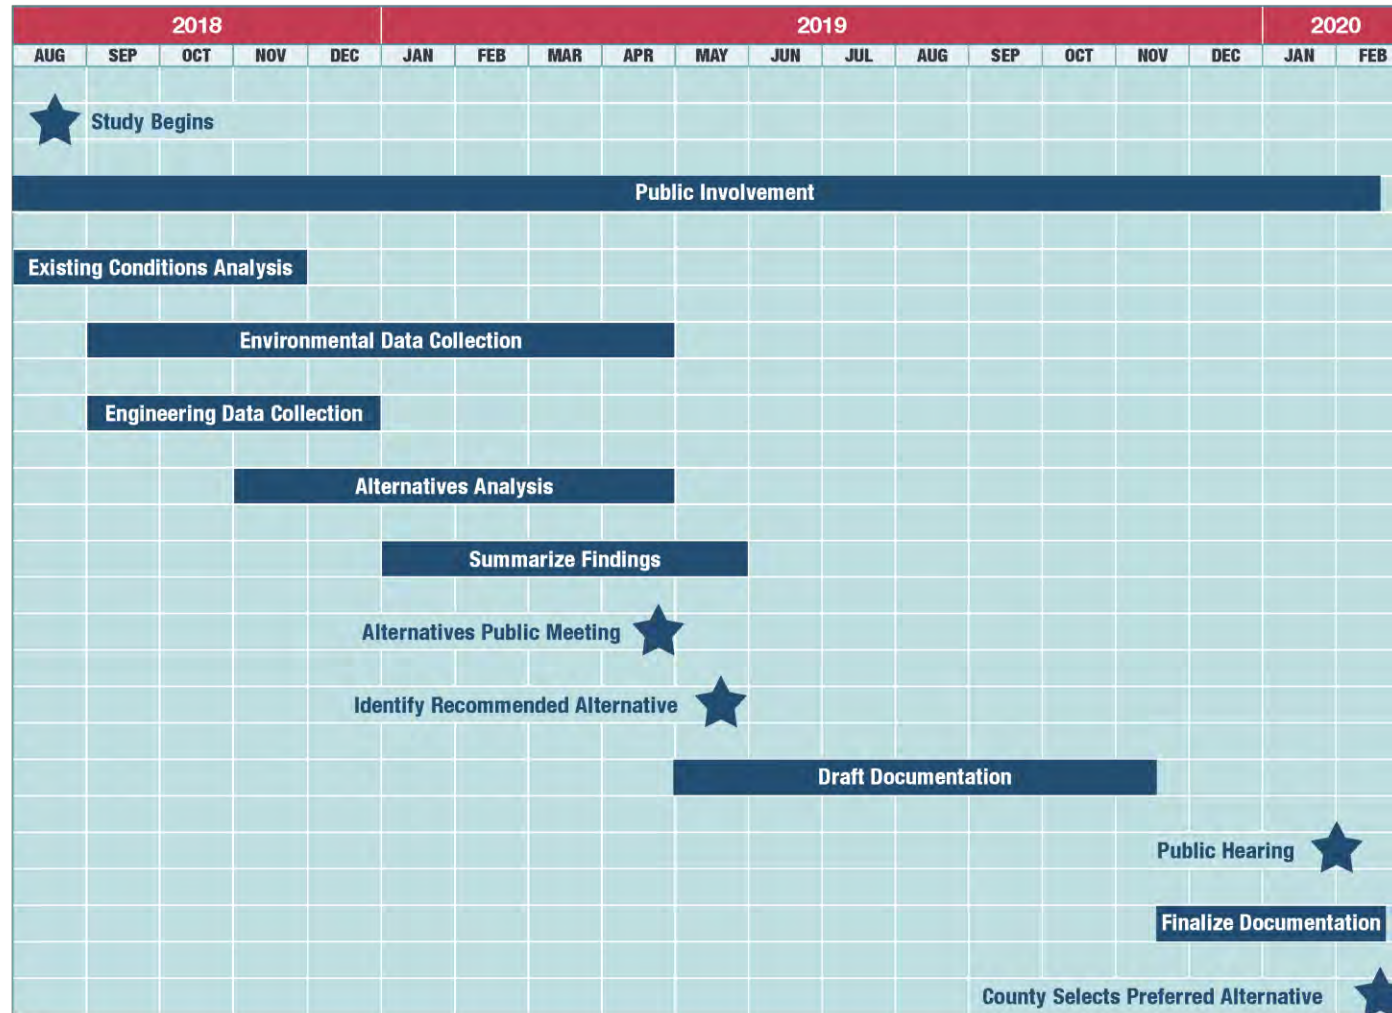 2018 2019 2020
AUG SEP OCT NOV DEC JAN FEB MAR APR MAY JUN JUL AUG SEP OCT NOV DEC JAN FEB
Study Begins
Public Involvement
Existing Conditions Analysis
Environmental Data Collection
Engineering Data Collection
Alternatives Analysis
Summarize Findings
Alternatives Public Meeting
Identify Recommended Alternative
Draft Documentation
Public Hearing
Finalize Documentation
County Selects Preferred Alternative